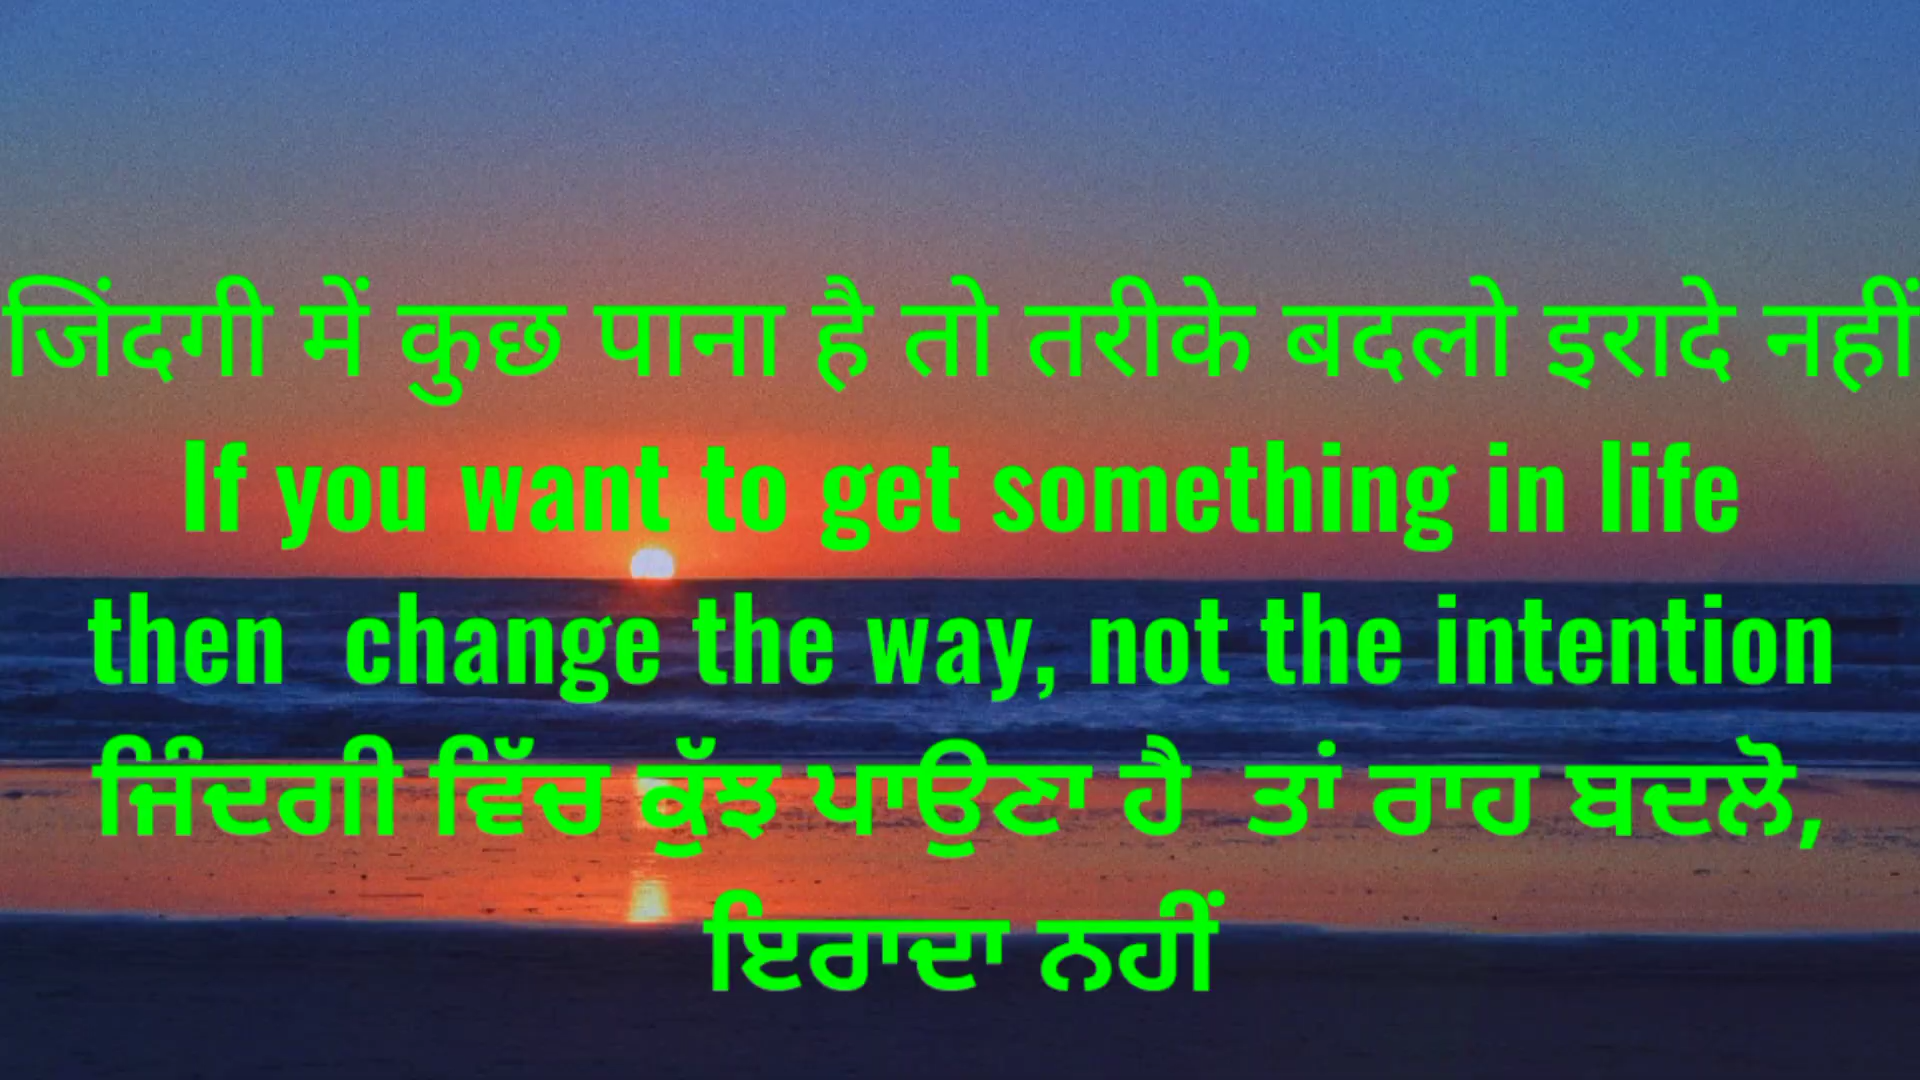 जिंदगी में कुछ पाना है तो तरीके बदलो इरादे नहीं
If you want to get something in life
then  change the way, not the intention
ਜਿੰਦਗੀ ਵਿੱਚ ਕੁੱਝ ਪਾਉਣਾ ਹੈ  ਤਾਂ ਰਾਹ ਬਦਲੋ,
ਇਰਾਦਾ ਨਹੀਂ